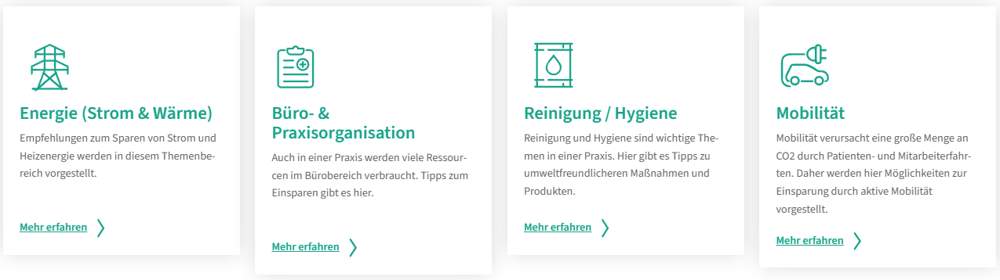 Energie (Strom & Wärme)
Empfehlungen zum Sparen von Strom und
Heizenergie werden in diesem Themenbe-
reich vorgestellt.
Mehr erfahren
Büro- &
Praxisorganisation
Auch in einer Praxis werden viele Ressour-
cen im Bürobereich verbraucht. Tipps zum
Einsparen gibt es hier.
Mehr erfahren
Reinigung / Hygiene
Reinigung und Hygiene sind wichtige The-
men in einer Praxis. Hier gibt es Tipps zu
umweltfreundlicheren Maßnahmen und
Produkten.
Mehr erfahren
Mobilität
Mobilität verursacht eine große Menge an
CO2 durch Patienten- und Mitarbeiterfahr-
ten. Daher werden hier Möglichkeiten zur
Einsparung durch aktive Mobilität
vorgestellt.
Mehr erfahren